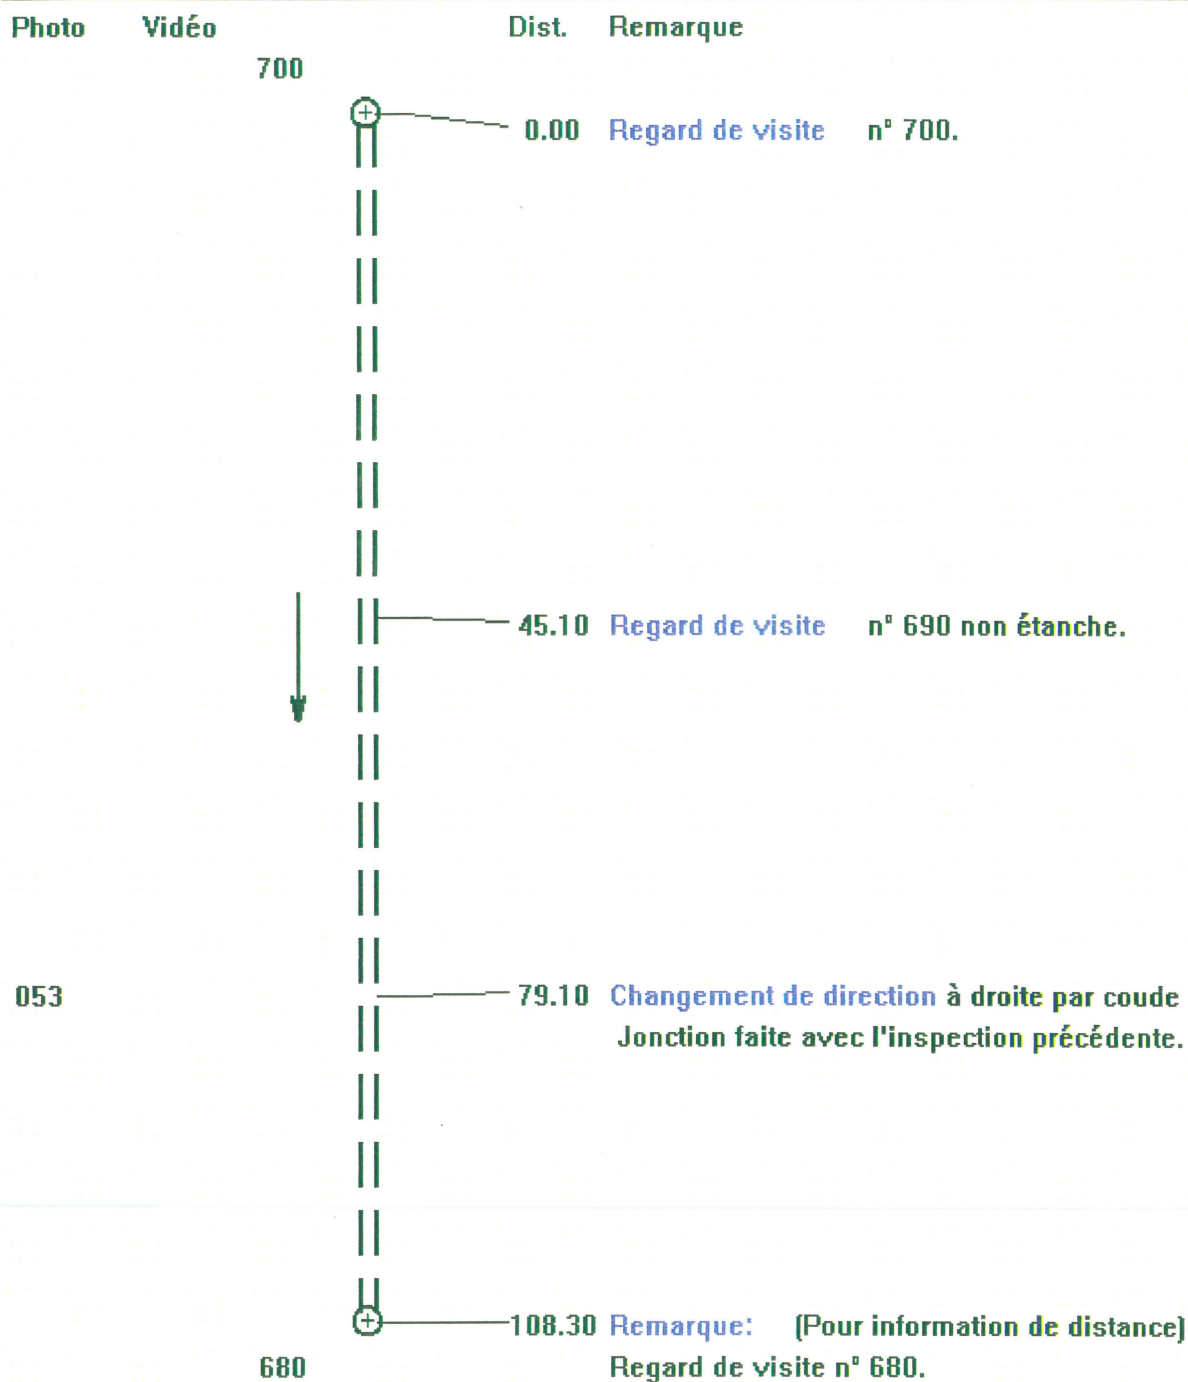 Photo Vidéo Dist. Remarque
700
0.00 Regard de visite n° 700.
45.10 Regard de visite n° 690 non étanche.
053 79.10 Changement de direction à droite par coude
Jonction faite avec l'inspection précédente.
108.30 Remarque: (Pour information de distance)
680 Regard de visite n° 680.